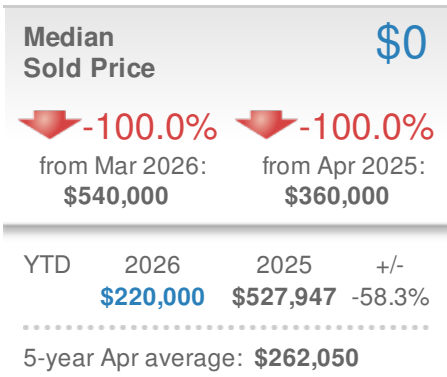 Median $0
Sold Price
-100.0% -100.0%
from Mar 2026: from Apr 2025:
$540,000 $360,000
YTD 2026 2025 +/-
$220,000 $527,947 -58.3%
5-year Apr average: $262,050